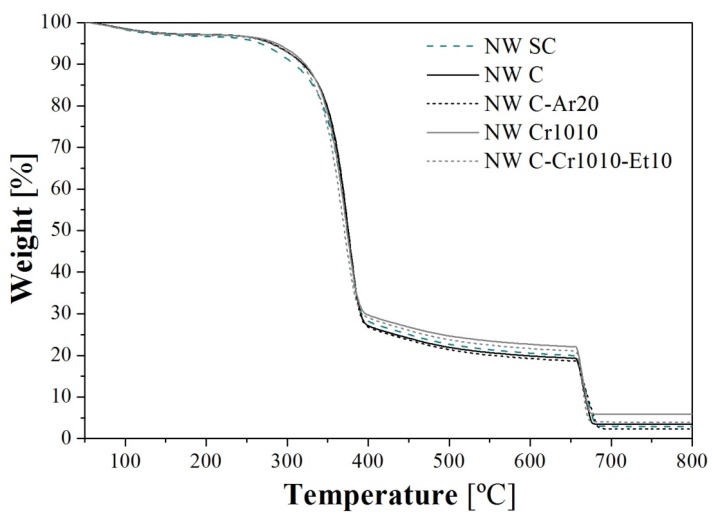 100
90
80
70
60
50
40
30
20
10
0
Weight [%]
NW SC
NW C
NW C-Ar20
NW Cr1010
NW C-Cr1010-Et10
100 200 300 400 500 600 700 800
Temperature [ºC]